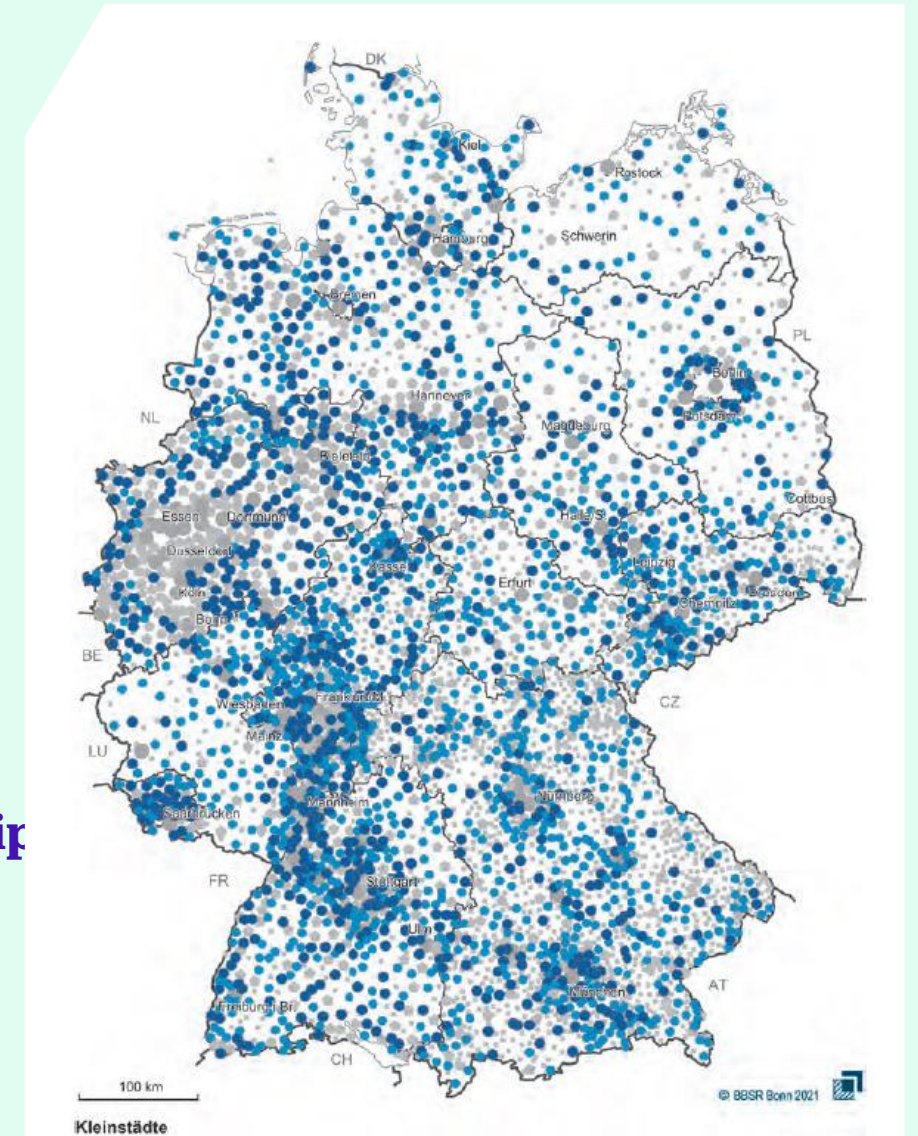 DK
Kiel
Rostock
Hamburg
Schwerin
Bremen
PL
Berlin
Hannover
Potsdam
NL
Magdeburg
Bielefeld
Cottbus
Essen
Dortmund
Halle/S.
Düsseldorf
Leipzig
Kassel
Erfurt
Köln
Dresden
Chemnitz
Bonn
BE
Wiesbaden
Frankfurt/M.
CZ
Mainz
LU
Mannheim
Nürnberg
Saarbrücken
ip
FR
Stuttgart
Ulm
AT
München
Freiburg i. Br.
CH
100 km
© BBSR Bonn 2021
Kleinstädte